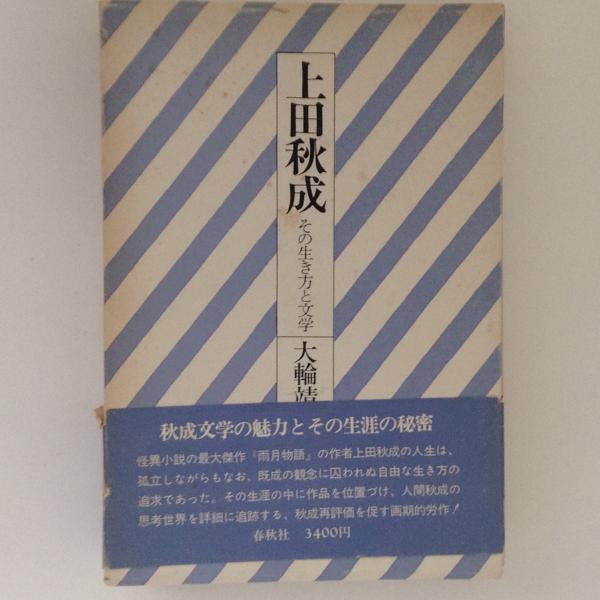 上田秋成
その生き方と文学
大輪靖
秋成文学の魅力とその生涯の秘密
怪異小説の最大傑作『雨月物語』の作者上田秋成の人生は、
孤立しながらもなお、既成の観念に囚われぬ自由な生き方の
追求であった。その生涯の中に作品を位置づけ、人間秋成の
思考世界を詳細に追跡する、秋成再評価を促す画期的労作！
春秋社 3400円